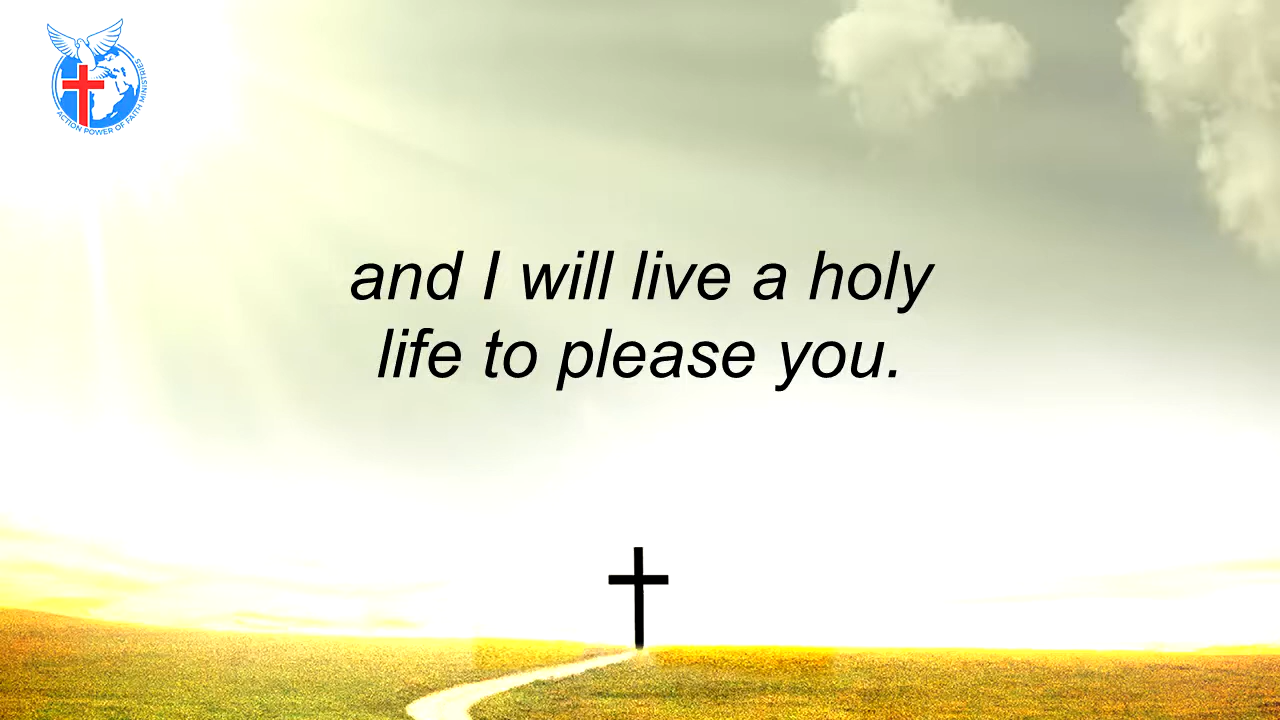 ACTION POWER OF FAITH MINISTRIES
and I will live a holy
life to please you.